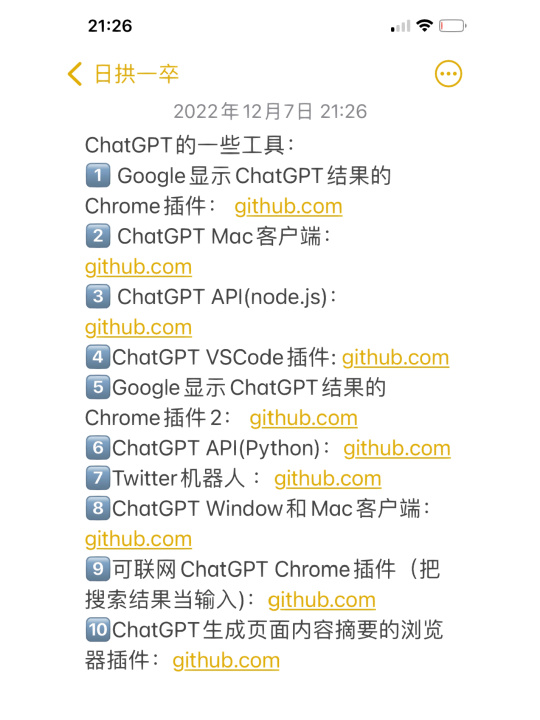 21:26
日拱一卒
2022年12月7日 21:26
ChatGPT的一些工具：
1️⃣ Google显示ChatGPT结果的
Chrome插件： github.com
2️⃣ ChatGPT Mac客户端：
github.com
3️⃣ ChatGPT API(node.js)：
github.com
4️⃣ChatGPT VSCode插件: github.com
5️⃣Google显示ChatGPT结果的
Chrome插件2： github.com
6️⃣ChatGPT API(Python)： github.com
7️⃣Twitter机器人 ： github.com
8️⃣ChatGPT Window和Mac客户端：
github.com
9️⃣可联网ChatGPT Chrome插件（把
搜索结果当输入)： github.com
🔟ChatGPT生成页面内容摘要的浏览
器插件： github.com